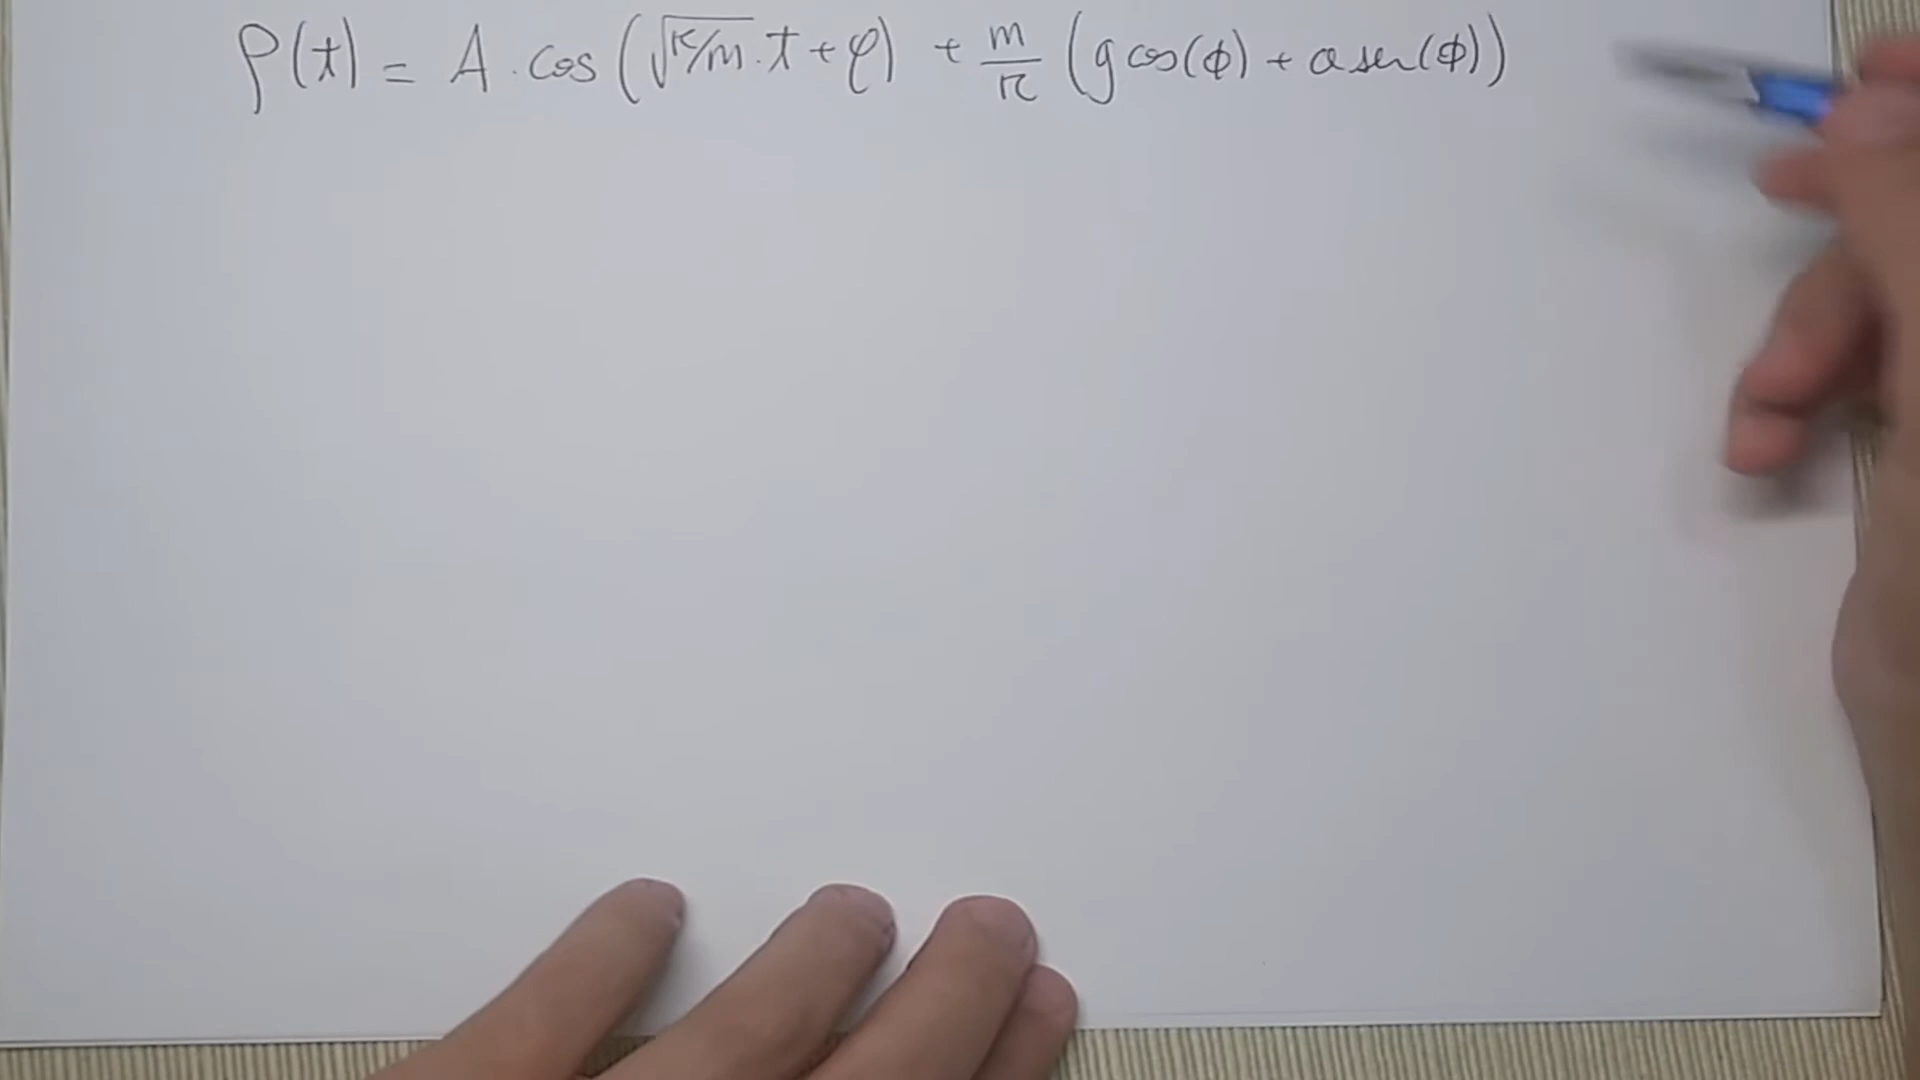 ρ(t) = A · cos(√k/m · t + φ) + m/k (g cos(ϕ) + a sen(ϕ))